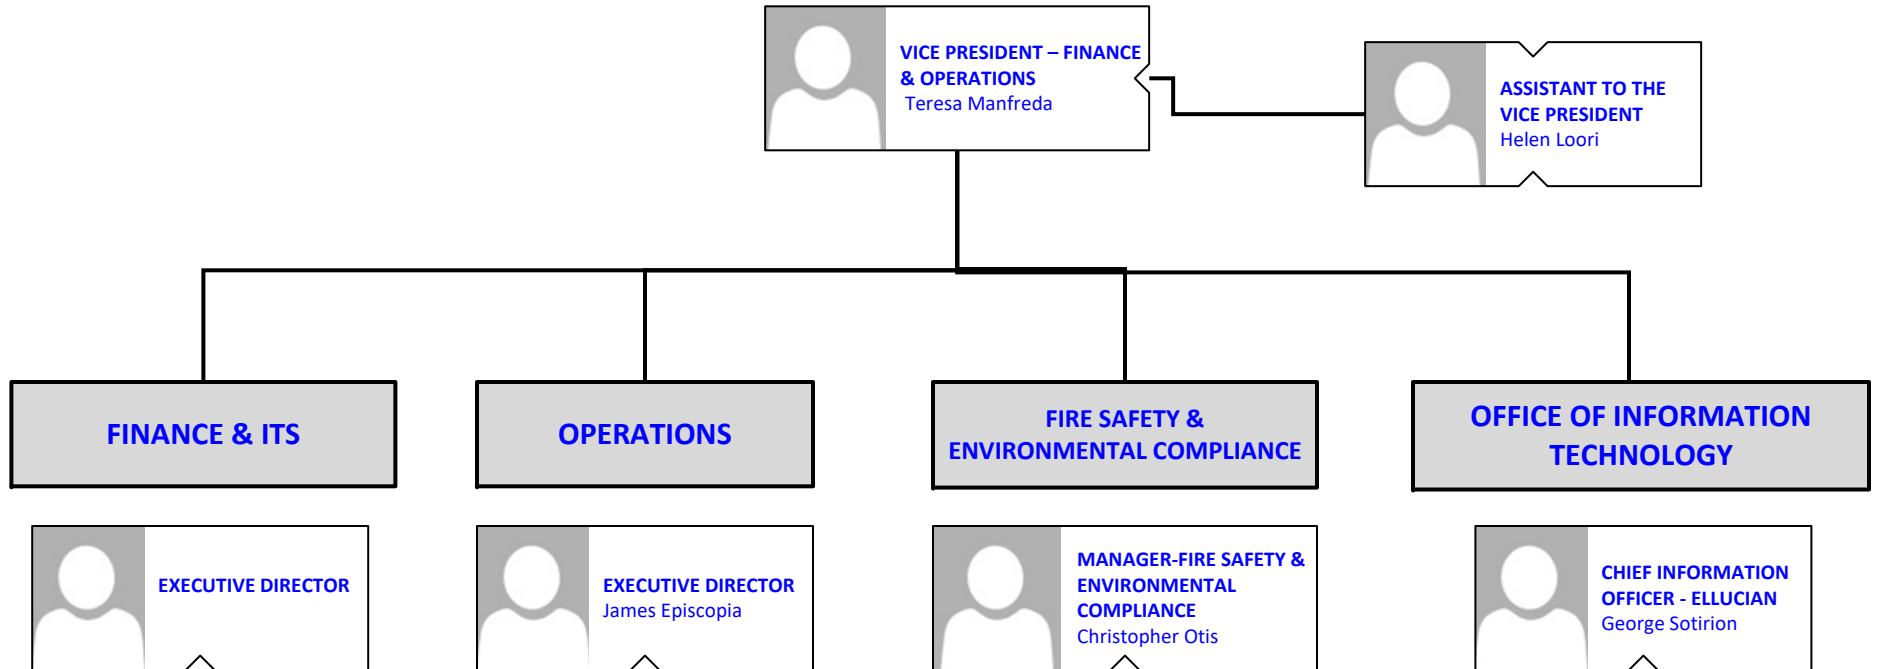 VICE PRESIDENT – FINANCE
& OPERATIONS
Teresa Manfreda
ASSISTANT TO THE
VICE PRESIDENT
Helen Loori
FINANCE & ITS
OPERATIONS
FIRE SAFETY &
ENVIRONMENTAL COMPLIANCE
OFFICE OF INFORMATION
TECHNOLOGY
EXECUTIVE DIRECTOR
EXECUTIVE DIRECTOR
James Episcopia
MANAGER-FIRE SAFETY &
ENVIRONMENTAL
COMPLIANCE
Christopher Otis
CHIEF INFORMATION
OFFICER - ELLUCIAN
George Sotirion